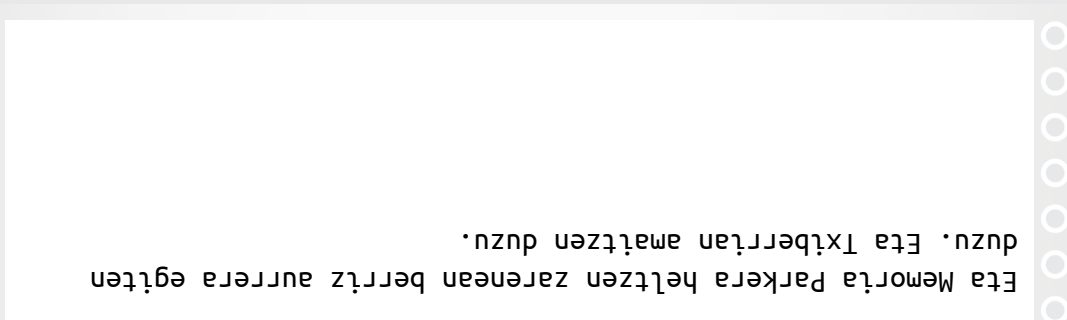 Eta Memoria Parkera heltzen zarenean berriz aurrera egiten
duzu. Eta Txiberrian amaitzen duzu.